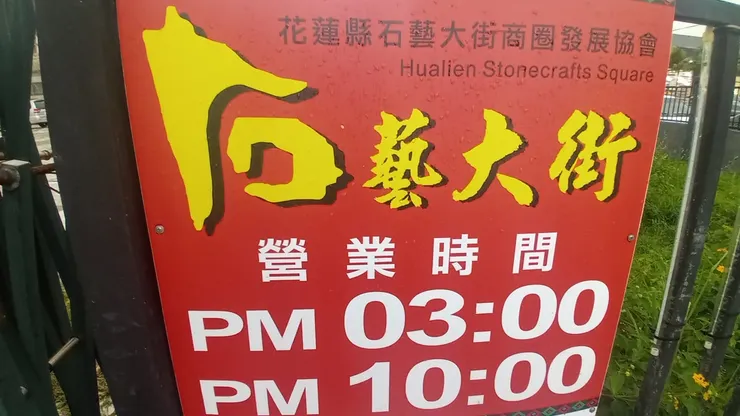 花蓮縣石藝大街商圈發展協會
Hualien Stonecrafts Square
石藝大街
營業時間
PM 03:00
PM 10:00